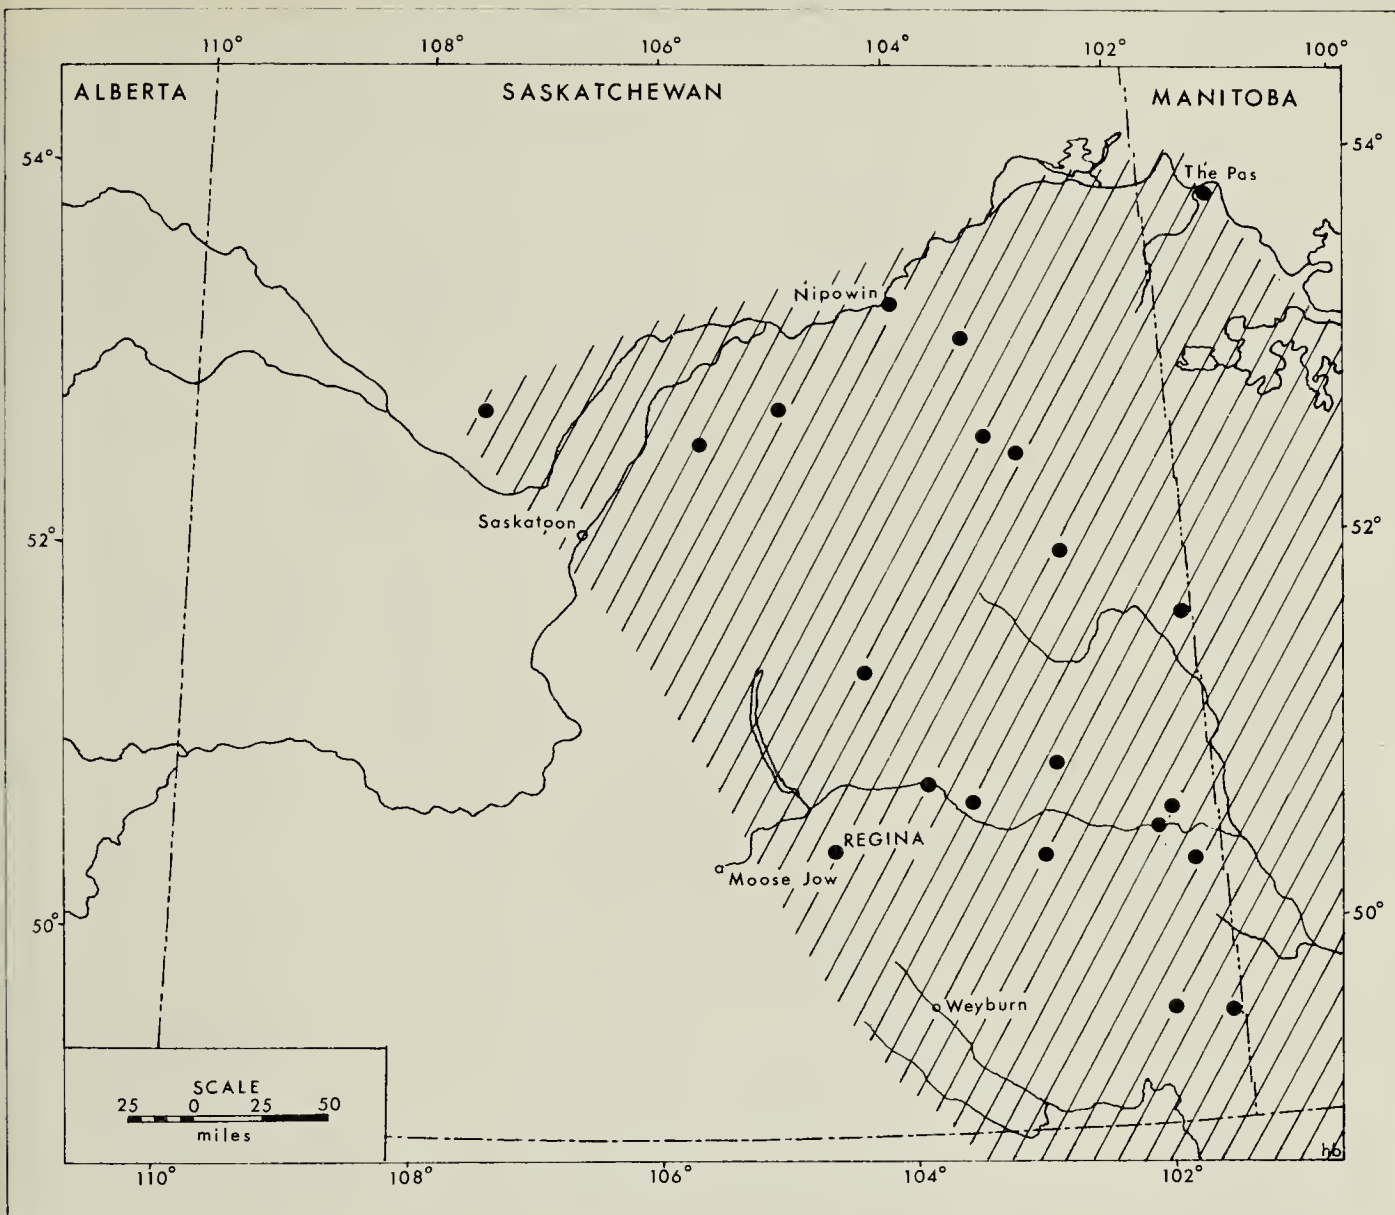 110° 108° 106° 104° 102° 100°
ALBERTA SASKATCHEWAN MANITOBA
54° 54°
The Pas
Nipowin
Saskatoon
52° 52°
REGINA
Moose Jow
50° 50°
Weyburn
SCALE
25 0 25 50
miles
hb
110° 108° 106° 104° 102°